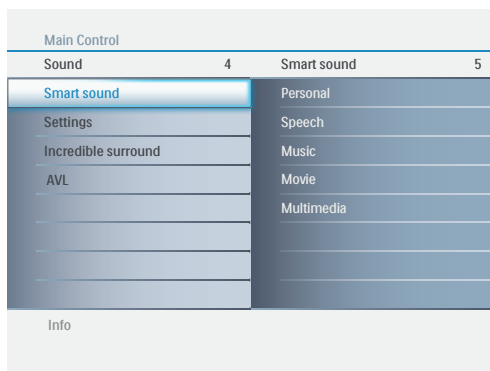 Main Control
Sound 4 Smart sound 5
Smart sound Personal
Settings Speech
Incredible surround Music
AVL Movie
Multimedia
Info